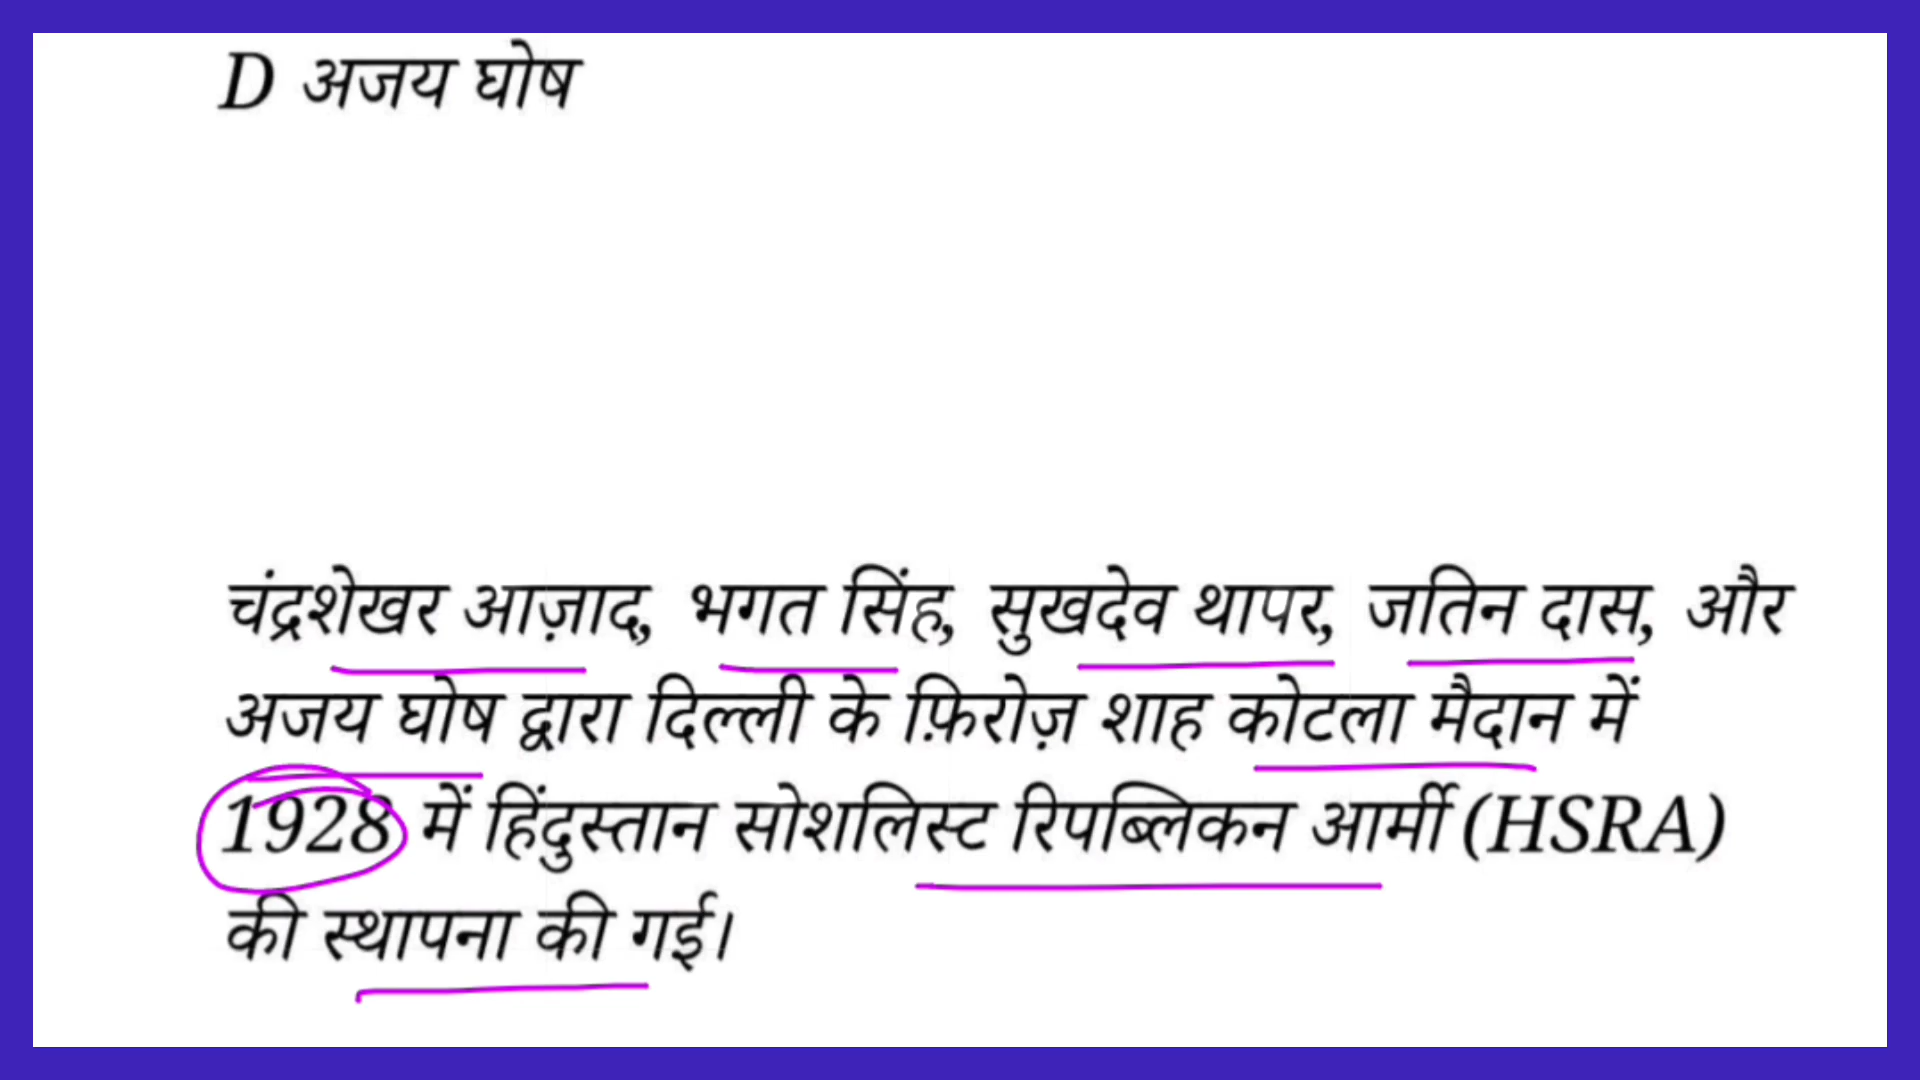 D अजय घोष
चंद्रशेखर आज़ाद, भगत सिंह, सुखदेव थापर, जतिन दास, और
अजय घोष द्वारा दिल्ली के फ़िरोज़ शाह कोटला मैदान में
1928 में हिंदुस्तान सोशलिस्ट रिपब्लिकन आर्मी (HSRA)
की स्थापना की गई।